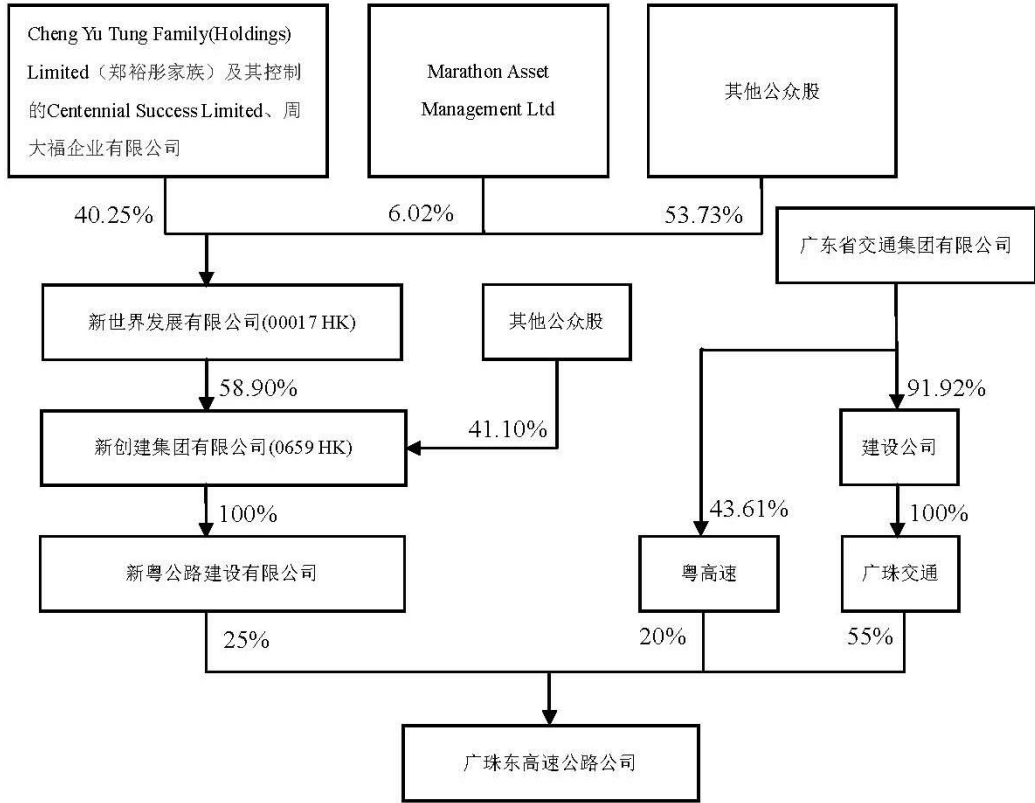 Cheng Yu Tung Family(Holdings)
Limited（郑裕彤家族）及其控制
的Centennial Success Limited、周
大福企业有限公司
Marathon Asset
Management Ltd
其他公众股
40.25%
6.02%
53.73%
广东省交通集团有限公司
新世界发展有限公司(00017 HK)
其他公众股
58.90%
91.92%
新创建集团有限公司(0659 HK)
41.10%
建设公司
100%
43.61%
100%
新粤公路建设有限公司
粤高速
广珠交通
25%
20%
55%
广珠东高速公路公司